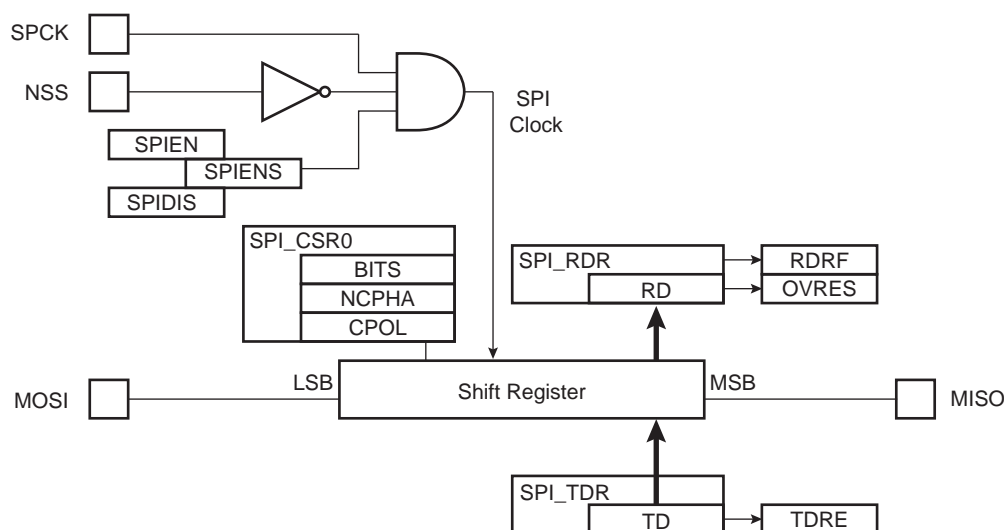 SPCK
NSS
SPI
Clock
SPIEN
SPIENS
SPIDIS
SPI_CSR0
BITS
NCPHA
CPOL
SPI_RDR
RD
RDRF
OVRES
MOSI
LSB
Shift Register
MSB
MISO
SPI_TDR
TD
TDRE